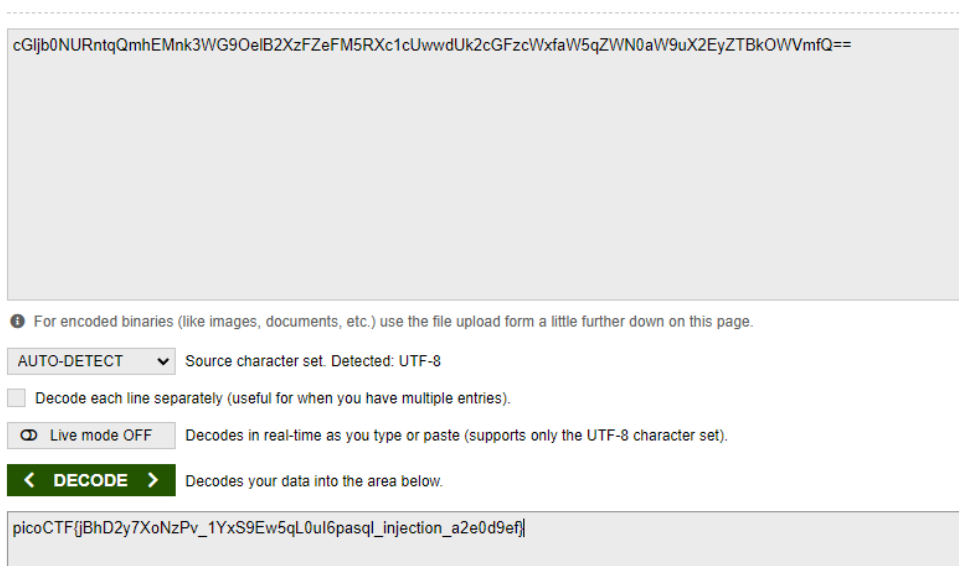 cGljb0NURntqQmhEMnk3WG9OelB2XzFZeFM5RXc1cUwwdUk2cGFzcWxfaW5qZWN0aW9uX2EyZTBkOWVmfQ==
For encoded binaries (like images, documents, etc.) use the file upload form a little further down on this page.
AUTO-DETECT Source character set. Detected: UTF-8
Decode each line separately (useful for when you have multiple entries).
Live mode OFF Decodes in real-time as you type or paste (supports only the UTF-8 character set).
< DECODE > Decodes your data into the area below.
picoCTF{jBhD2y7XoNzPv_1YxS9Ew5qL0uI6pasql_injection_a2e0d9ef}